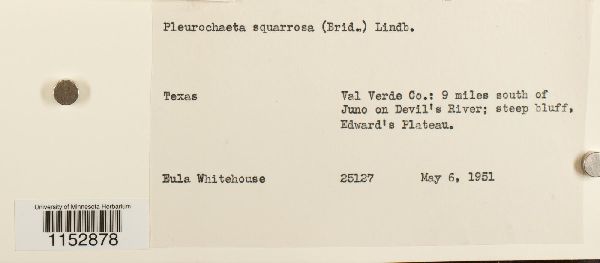 Pleurochaeta squarrosa (Brid.) Lindb.
Texas
Val Verde Co.: 9 miles south of
Juno on Devil's River; steep bluff,
Edward's Plateau.
Eula Whitehouse 25127 May 6, 1951
University of Minnesota Herbarium
1152878